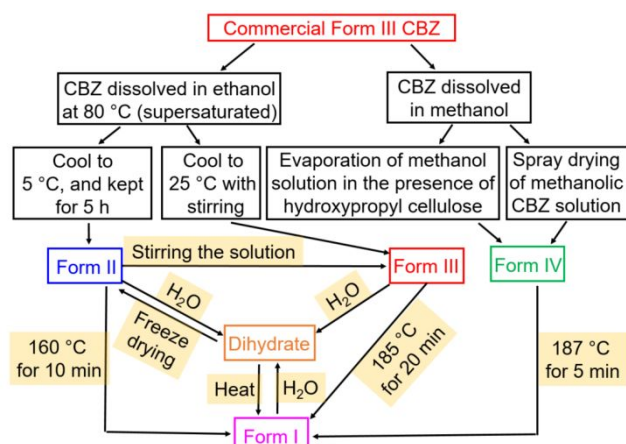 Commercial Form III CBZ
CBZ dissolved in ethanol
at 80 °C (supersaturated)
CBZ dissolved
in methanol
Cool to
5 °C, and kept
for 5 h
Cool to
25 °C with
stirring
Evaporation of methanol
solution in the presence of
hydroxypropyl cellulose
Spray drying
of methanolic
CBZ solution
Form II
Stirring the solution
Form III
Form IV
H₂O
Freeze
drying
H₂O
Dihydrate
160 °C
for 10 min
185 °C
for 20 min
187 °C
for 5 min
Heat
H₂O
Form I